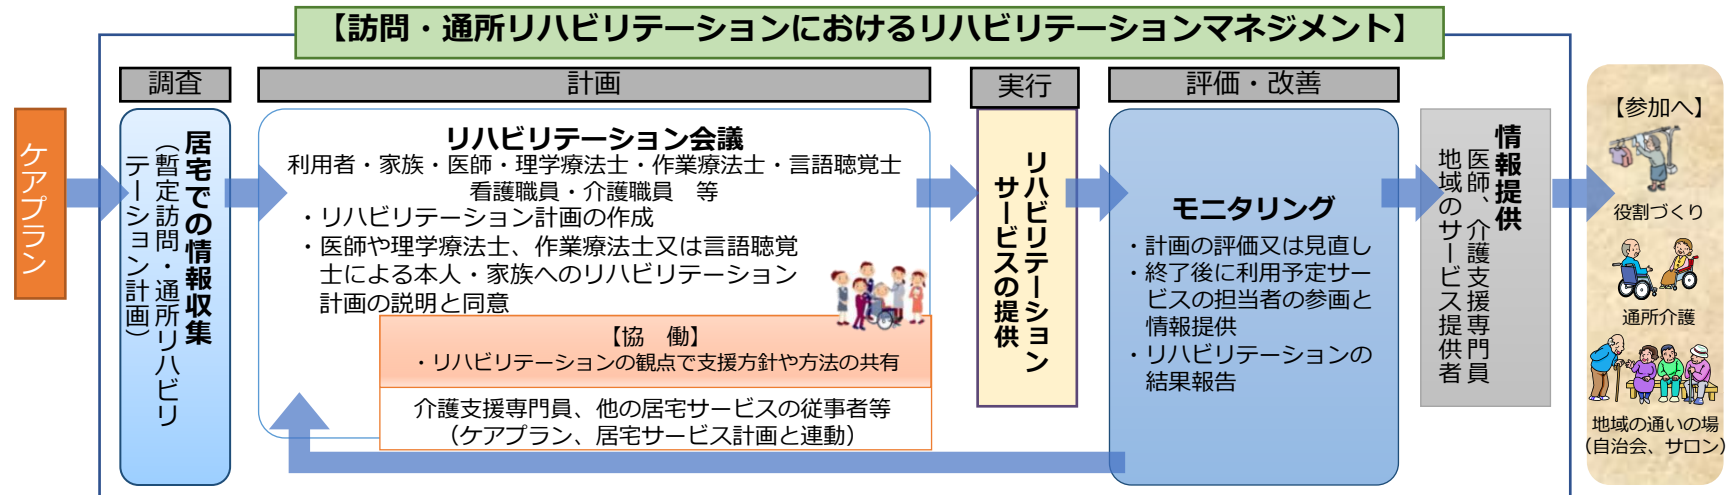 【訪問・通所リハビリテーションにおけるリハビリテーションマネジメント】
ケアプラン
調査
居宅での情報収集
（暫定訪問・通所リハビリ
テーション計画）
計画
リハビリテーション会議
利用者・家族・医師・理学療法士・作業療法士・言語聴覚士
看護職員・介護職員　等
・リハビリテーション計画の作成
・医師や理学療法士、作業療法士又は言語聴覚
士による本人・家族へのリハビリテーション
計画の説明と同意
【協　働】
・リハビリテーションの観点で支援方針や方法の共有
介護支援専門員、他の居宅サービスの従事者等
（ケアプラン、居宅サービス計画と連動）
実行
リハビリテーション
サービスの提供
評価・改善
モニタリング
・計画の評価又は見直し
・終了後に利用予定サー
ビスの担当者の参画と
情報提供
・リハビリテーションの
結果報告
情報提供
医師、介護支援専門員
地域のサービス提供者
【参加へ】
役割づくり
通所介護
地域の通いの場
（自治会、サロン）